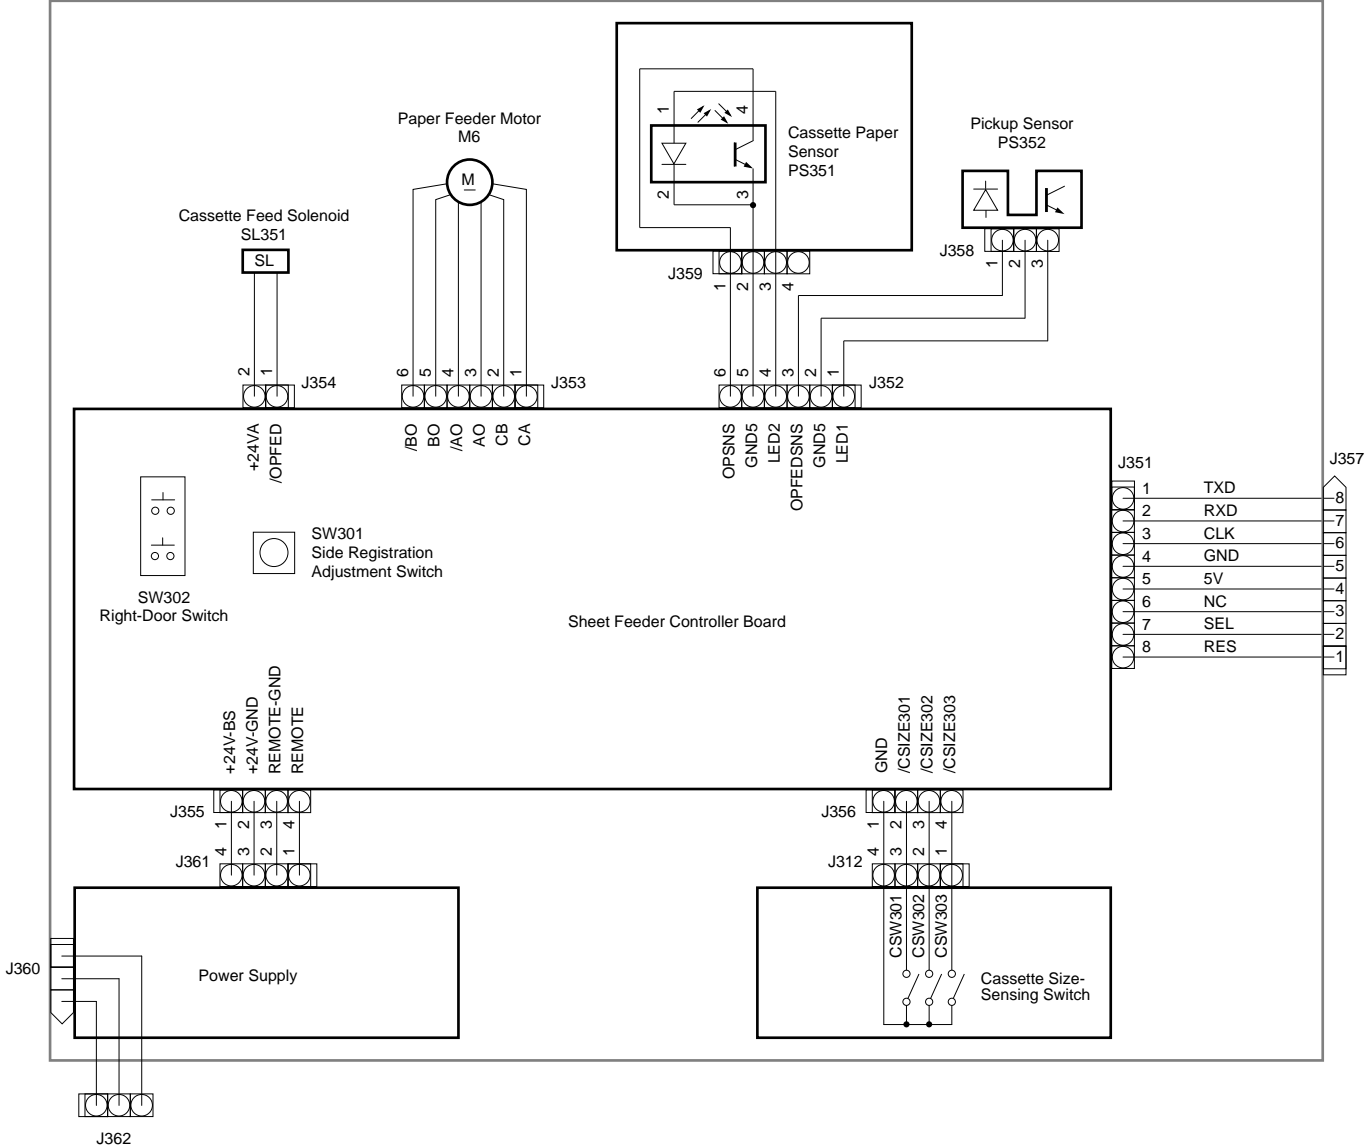 Paper Feeder Motor
M6
M
Cassette Feed Solenoid
SL351
SL
1
4
2
3
Cassette Paper
Sensor
PS351
Pickup Sensor
PS352
J359
1
2
3
4
J358
1
2
3
2
1
J354
6
5
4
3
2
1
J353
6
5
4
3
2
1
J352
+24VA
/OPFED
/BO
BO
/AO
AO
CB
CA
OPSNS
GND5
LED2
OPFEDSNS
GND5
LED1
J351
J357
1 TXD 8
2 RXD 7
3 CLK 6
4 GND 5
5 5V 4
6 NC 3
7 SEL 2
8 RES 1
SW301
Side Registration
Adjustment Switch
SW302
Right-Door Switch
Sheet Feeder Controller Board
+24V-BS
+24V-GND
REMOTE-GND
REMOTE
GND
/CSIZE301
/CSIZE302
/CSIZE303
J355
1
2
3
4
J361
4
3
2
1
J356
1
2
3
4
J312
4
3
2
1
CSW301
CSW302
CSW303
J360
Power Supply
Cassette Size-
Sensing Switch
J362